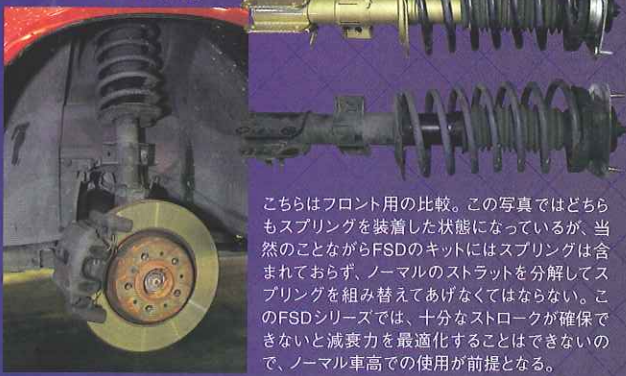 こちらはフロント用の比較。この写真ではどちら
もスプリングを装着した状態になっているが、当
然のことながらFSDのキットにはスプリングは含
まれておらず、ノーマルのストラットを分解してス
プリングを組み替えてあげなくてはならない。こ
のFSDシリーズでは、十分なストロークが確保で
きないと減衰力を最適化することはできないの
で、ノーマル車高での使用が前提となる。